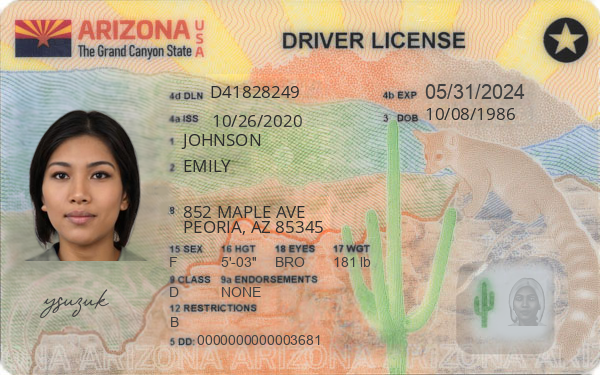 ARIZONA USA
The Grand Canyon State
DRIVER LICENSE
4d DLN D41828249
4b EXP 05/31/2024
4a ISS 10/26/2020
3 DOB 10/08/1986
1 JOHNSON
2 EMILY
8 852 MAPLE AVE
PEORIA, AZ 85345
15 SEX 16 HGT 18 EYES 17 WGT
F 5'-03" BRO 181 lb
9 CLASS 9a ENDORSEMENTS
D NONE
12 RESTRICTIONS
B
5 DD: 0000000000003681
ysuzuk
ARIZONA ARIZONA ARIZONA ARIZONA